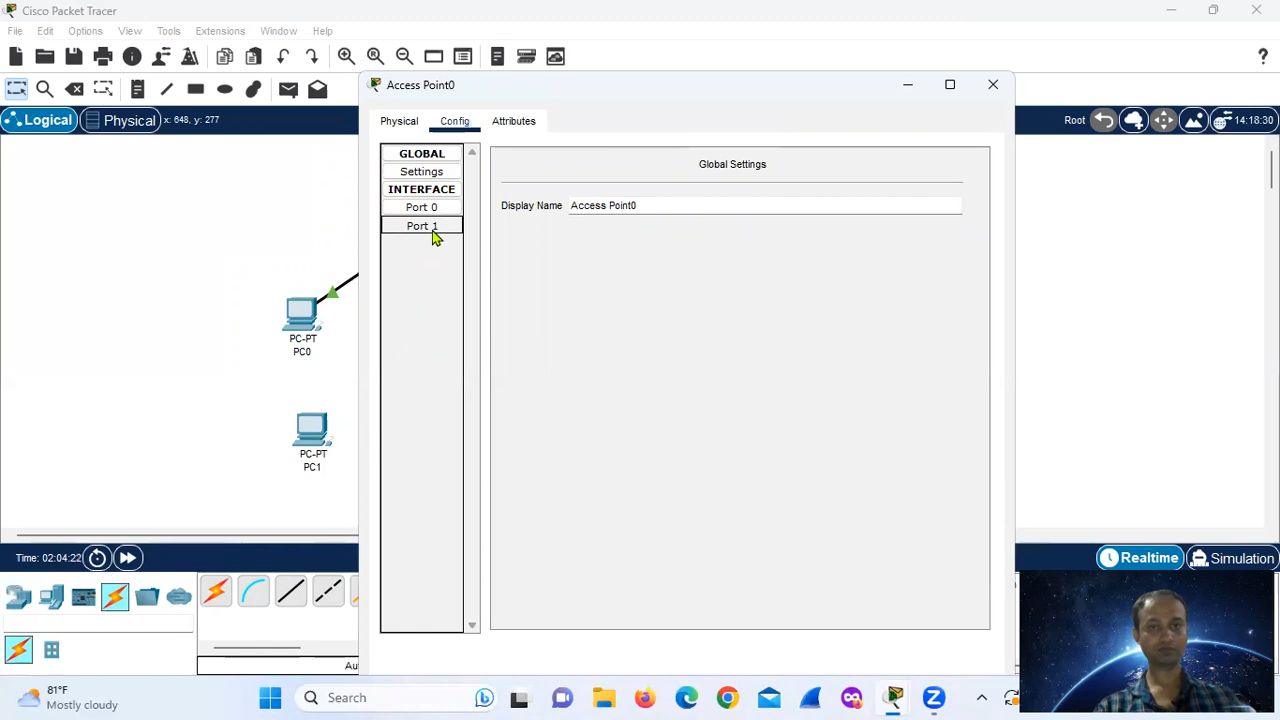 Cisco Packet Tracer
File Edit Options View Tools Extensions Window Help
Access Point0
Logical Physical x: 648, y: 277 Root 14:18:30
Physical Config Attributes
GLOBAL
Settings
INTERFACE
Port 0
Port 1
Global Settings
Display Name Access Point0
PC-PT
PC0
PC-PT
PC1
Time: 02:04:22 Realtime Simulation
Au
81°F
Mostly cloudy
Search